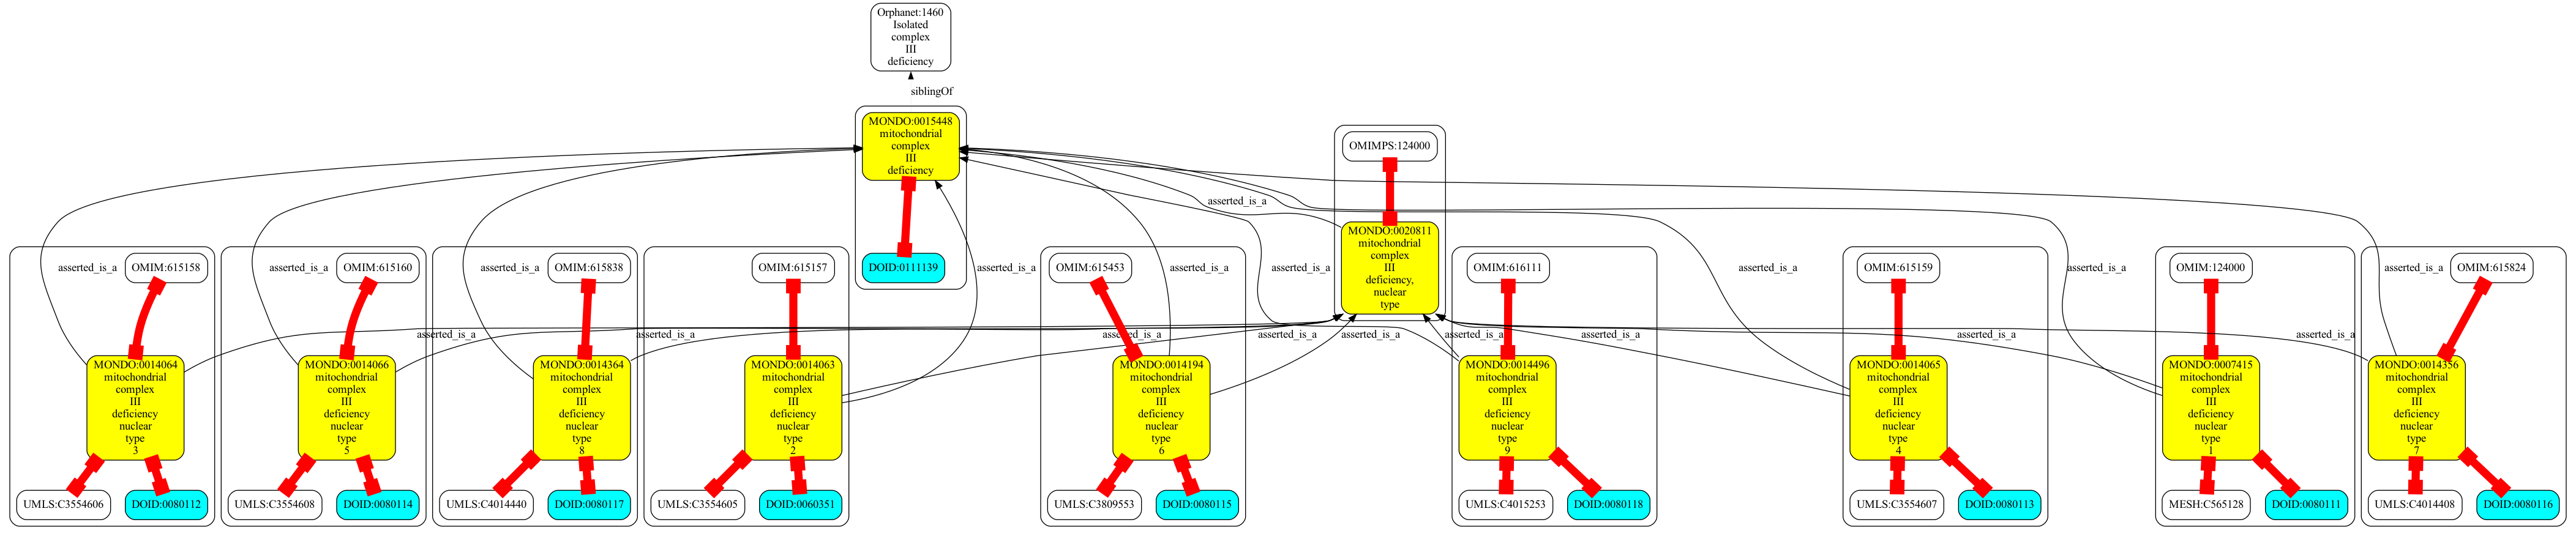 Orphanet:1460
Isolated
complex
III
deficiency
siblingOf
MONDO:0015448
mitochondrial
complex
III
deficiency
DOID:0111139
OMIMPS:124000
MONDO:0020811
mitochondrial
complex
III
deficiency,
nuclear
type
asserted_is_a
asserted_is_a
OMIM:615158
asserted_is_a
OMIM:615160
asserted_is_a
OMIM:615838
OMIM:615157
asserted_is_a
OMIM:615453
asserted_is_a
asserted_is_a
OMIM:616111
asserted_is_a
OMIM:615159
asserted_is_a
OMIM:124000
asserted_is_a
OMIM:615824
asserted_is_a
asserted_is_a
asserted_is_a
asserted_is_a
asserted_is_a
asserted_is_a
asserted_is_a
asserted_is_a
MONDO:0014064
mitochondrial
complex
III
deficiency
nuclear
type
3
UMLS:C3554606
DOID:0080112
MONDO:0014066
mitochondrial
complex
III
deficiency
nuclear
type
5
UMLS:C3554608
DOID:0080114
MONDO:0014364
mitochondrial
complex
III
deficiency
nuclear
type
8
UMLS:C4014440
DOID:0080117
MONDO:0014063
mitochondrial
complex
III
deficiency
nuclear
type
2
UMLS:C3554605
DOID:0060351
MONDO:0014194
mitochondrial
complex
III
deficiency
nuclear
type
6
UMLS:C3809553
DOID:0080115
MONDO:0014496
mitochondrial
complex
III
deficiency
nuclear
type
9
UMLS:C4015253
DOID:0080118
MONDO:0014065
mitochondrial
complex
III
deficiency
nuclear
type
4
UMLS:C3554607
DOID:0080113
MONDO:0007415
mitochondrial
complex
III
deficiency
nuclear
type
1
MESH:C565128
DOID:0080111
MONDO:0014356
mitochondrial
complex
III
deficiency
nuclear
type
7
UMLS:C4014408
DOID:0080116